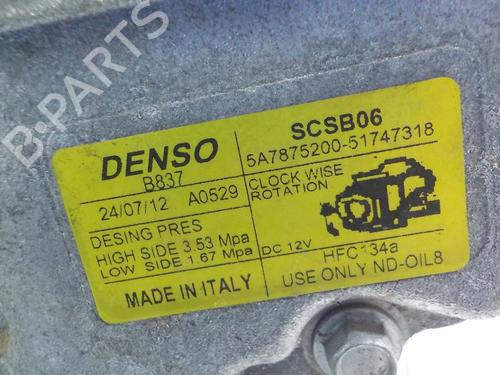 B-PARTS
DENSO
B837
24/07/12 A0529
DESING PRES
HIGH SIDE 3.53 Mpa
LOW SIDE 1.67 Mpa
MADE IN ITALY
SCSB06
5A7875200-51747318
CLOCK WISE
ROTATION
DC 12V
HFC134a
USE ONLY ND-OIL8